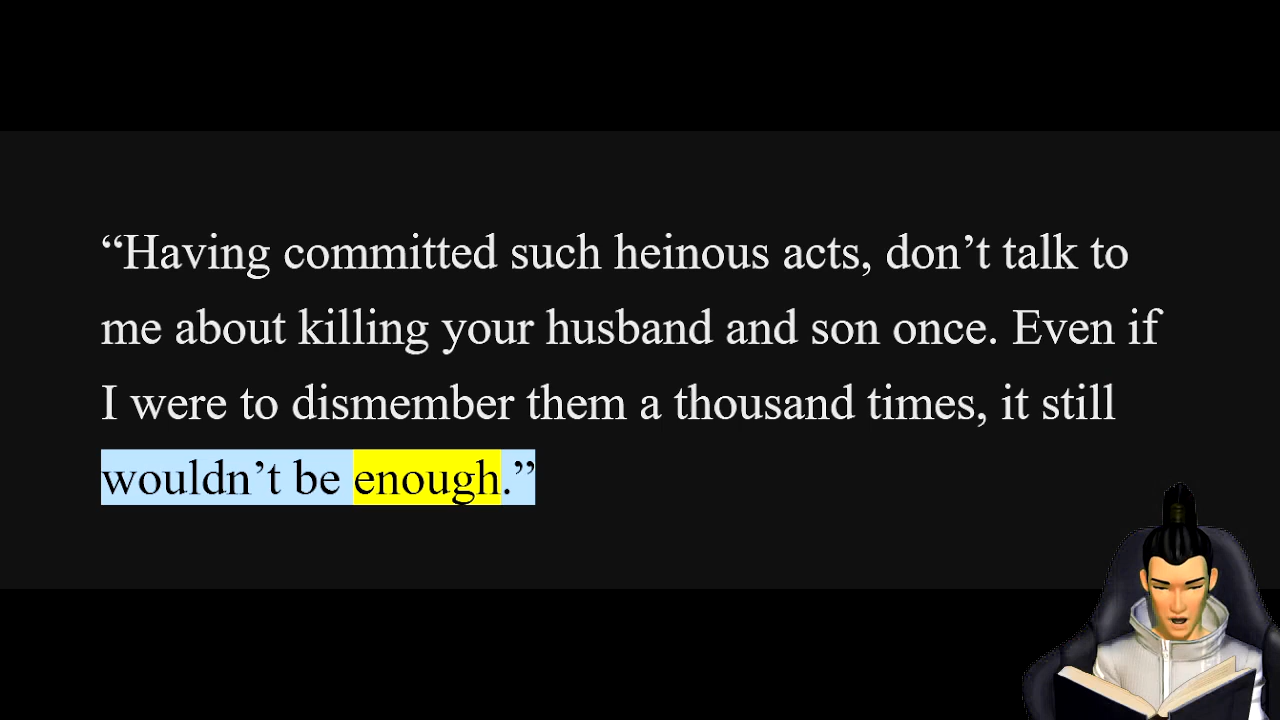 “Having committed such heinous acts, don’t talk to
me about killing your husband and son once. Even if
I were to dismember them a thousand times, it still
wouldn’t be enough.”